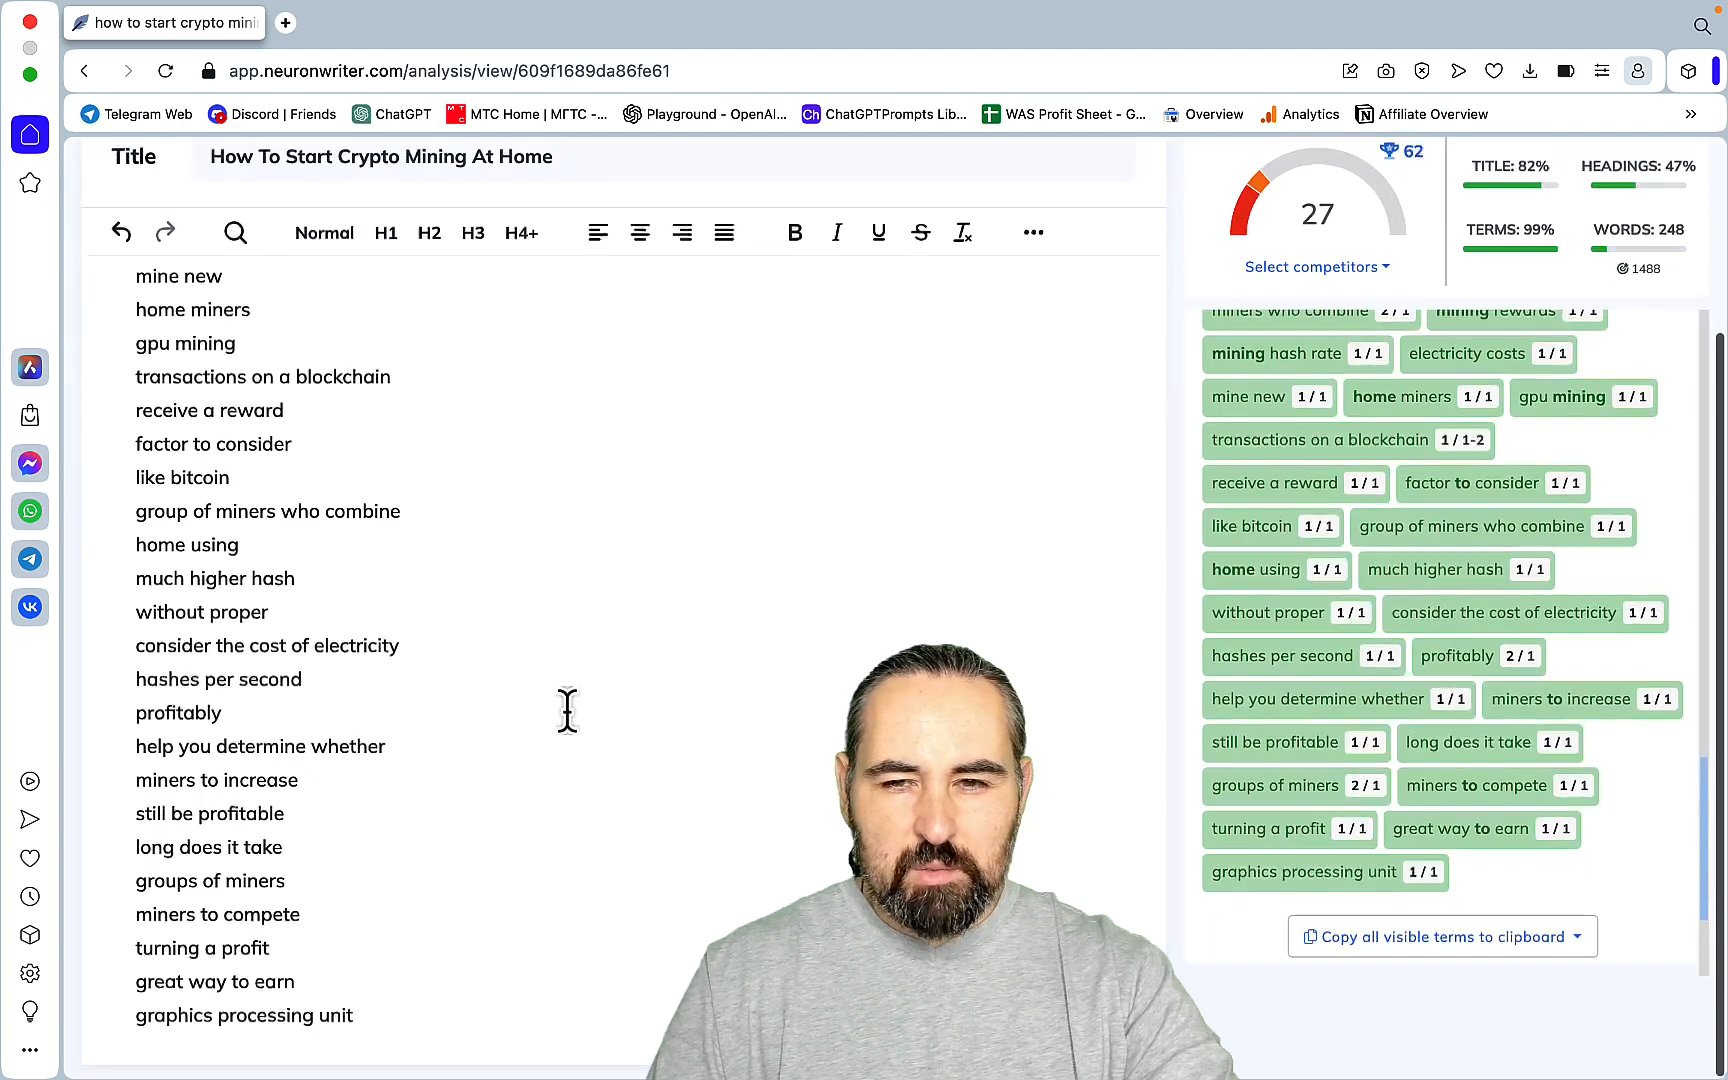 how to start crypto mini
app.neuronwriter.com/analysis/view/609f1689da86fe61
Telegram Web
Discord | Friends
ChatGPT
МТС Home | МГТС -...
Playground - OpenAI...
ChatGPTPrompts Lib...
WAS Profit Sheet - G...
Overview
Analytics
Affiliate Overview
Title
How To Start Crypto Mining At Home
Normal H1 H2 H3 H4+
B I U S Tx
mine new
home miners
gpu mining
transactions on a blockchain
receive a reward
factor to consider
like bitcoin
group of miners who combine
home using
much higher hash
without proper
consider the cost of electricity
hashes per second
profitably
help you determine whether
miners to increase
still be profitable
long does it take
groups of miners
miners to compete
turning a profit
great way to earn
graphics processing unit
62
27
Select competitors
TITLE: 82%
HEADINGS: 47%
TERMS: 99%
WORDS: 248
1488
miners who combine 2 / 1
mining rewards 1 / 1
mining hash rate 1 / 1
electricity costs 1 / 1
mine new 1 / 1
home miners 1 / 1
gpu mining 1 / 1
transactions on a blockchain 1 / 1-2
receive a reward 1 / 1
factor to consider 1 / 1
like bitcoin 1 / 1
group of miners who combine 1 / 1
home using 1 / 1
much higher hash 1 / 1
without proper 1 / 1
consider the cost of electricity 1 / 1
hashes per second 1 / 1
profitably 2 / 1
help you determine whether 1 / 1
miners to increase 1 / 1
still be profitable 1 / 1
long does it take 1 / 1
groups of miners 2 / 1
miners to compete 1 / 1
turning a profit 1 / 1
great way to earn 1 / 1
graphics processing unit 1 / 1
Copy all visible terms to clipboard